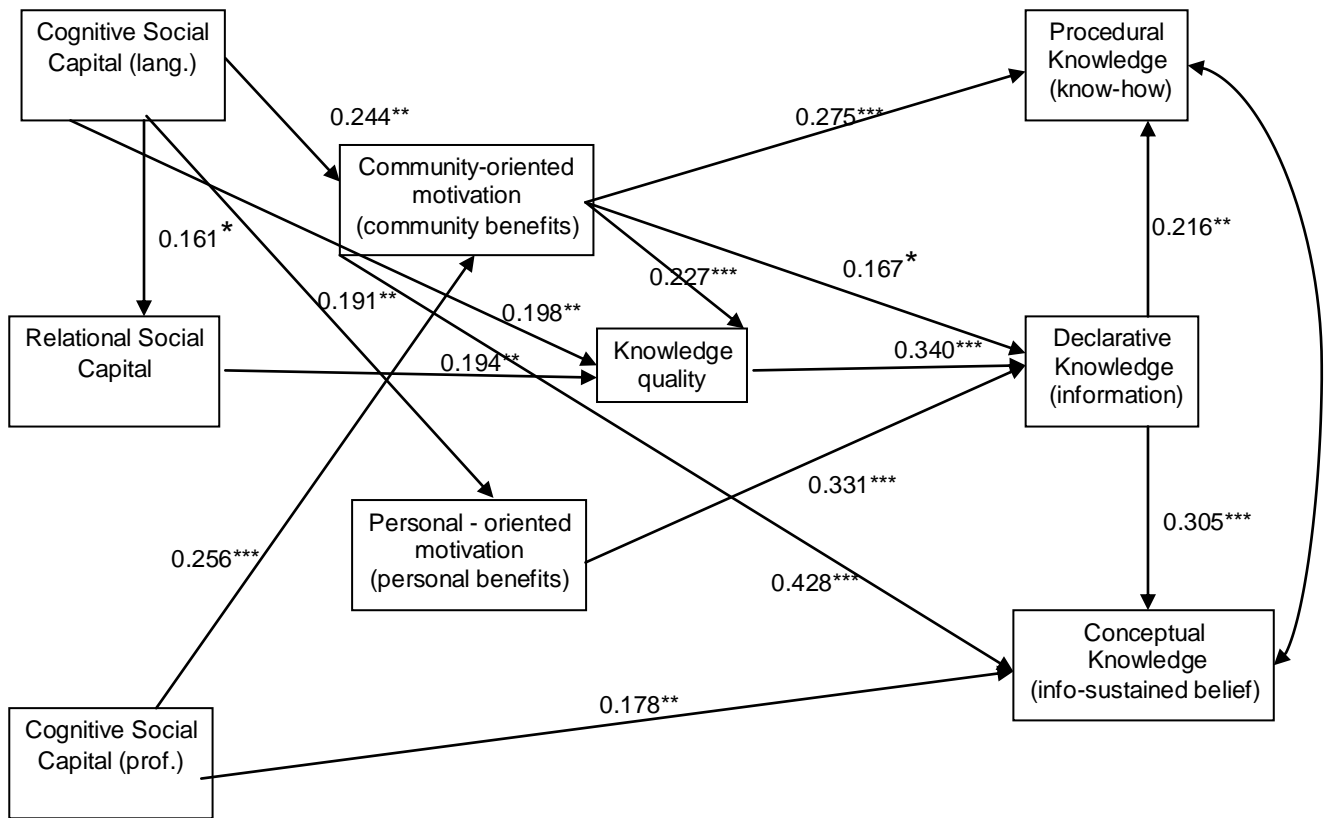 Cognitive Social
Capital (lang.)
Procedural
Knowledge
(know-how)
0.244**
0.275***
Community-oriented
motivation
(community benefits)
0.161*
0.216**
0.167*
0.227***
0.191**
0.198**
Relational Social
Capital
0.194**
Knowledge
quality
0.340***
Declarative
Knowledge
(information)
0.331***
Personal - oriented
motivation
(personal benefits)
0.305***
0.256***
0.428***
Conceptual
Knowledge
(info-sustained belief)
0.178**
Cognitive Social
Capital (prof.)